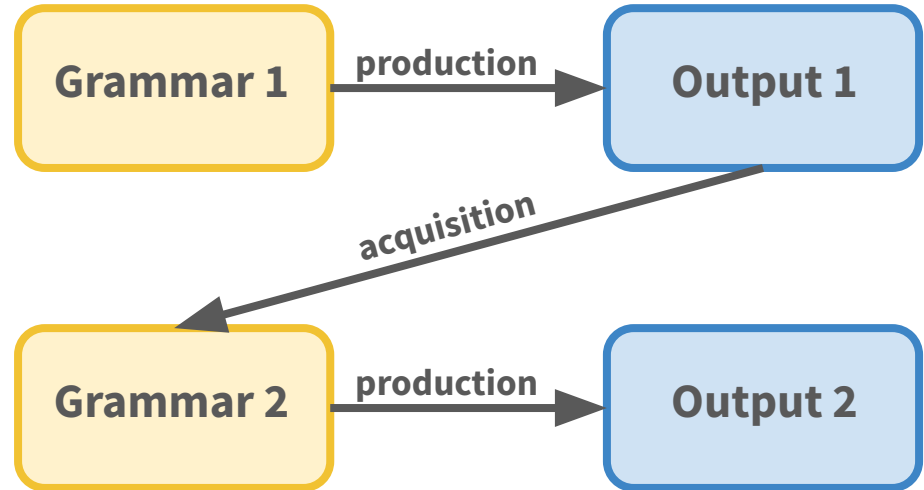 Grammar 1
production
Output 1
acquisition
Grammar 2
production
Output 2